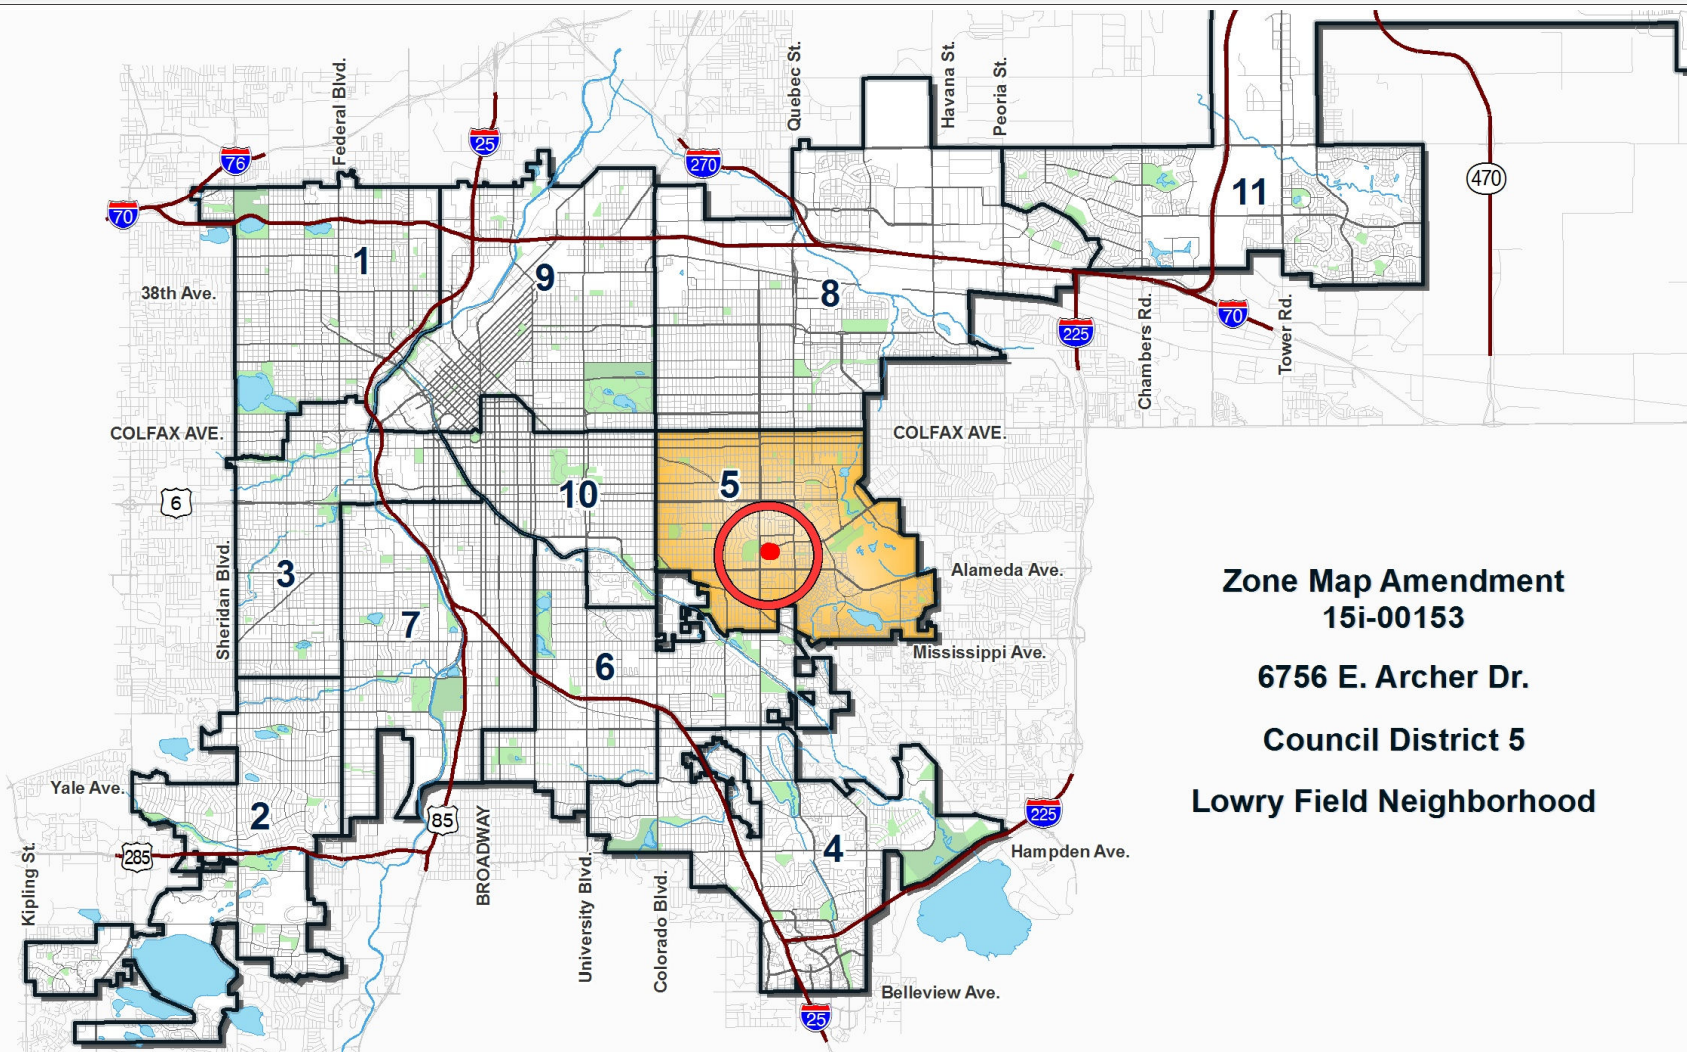 Federal Blvd.
Quebec St.
Havana St.
Peoria St.
25
76
270
70
470
11
1
9
8
38th Ave.
225
70
Chambers Rd.
Tower Rd.
COLFAX AVE.
COLFAX AVE.
5
10
6
Sheridan Blvd.
3
Alameda Ave.
7
6
Mississippi Ave.
Zone Map Amendment
15i-00153
6756 E. Archer Dr.
Council District 5
Lowry Field Neighborhood
Yale Ave.
2
85
BROADWAY
225
285
4
Hampden Ave.
Kipling St.
University Blvd.
Colorado Blvd.
Belleview Ave.
25